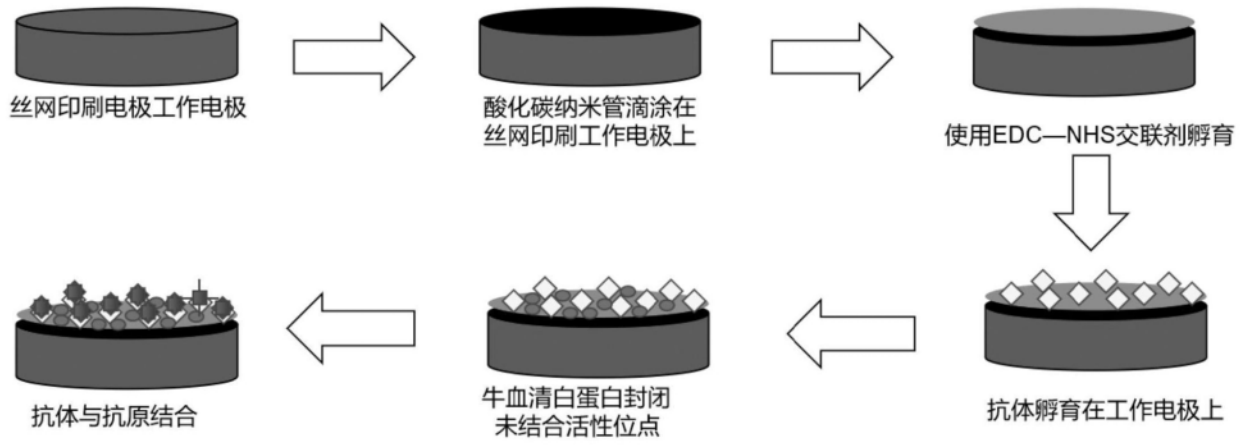 丝网印刷电极工作电极
酸化碳纳米管滴涂在
丝网印刷工作电极上
使用EDC—NHS交联剂孵育
抗体孵育在工作电极上
牛血清白蛋白封闭
未结合活性位点
抗体与抗原结合